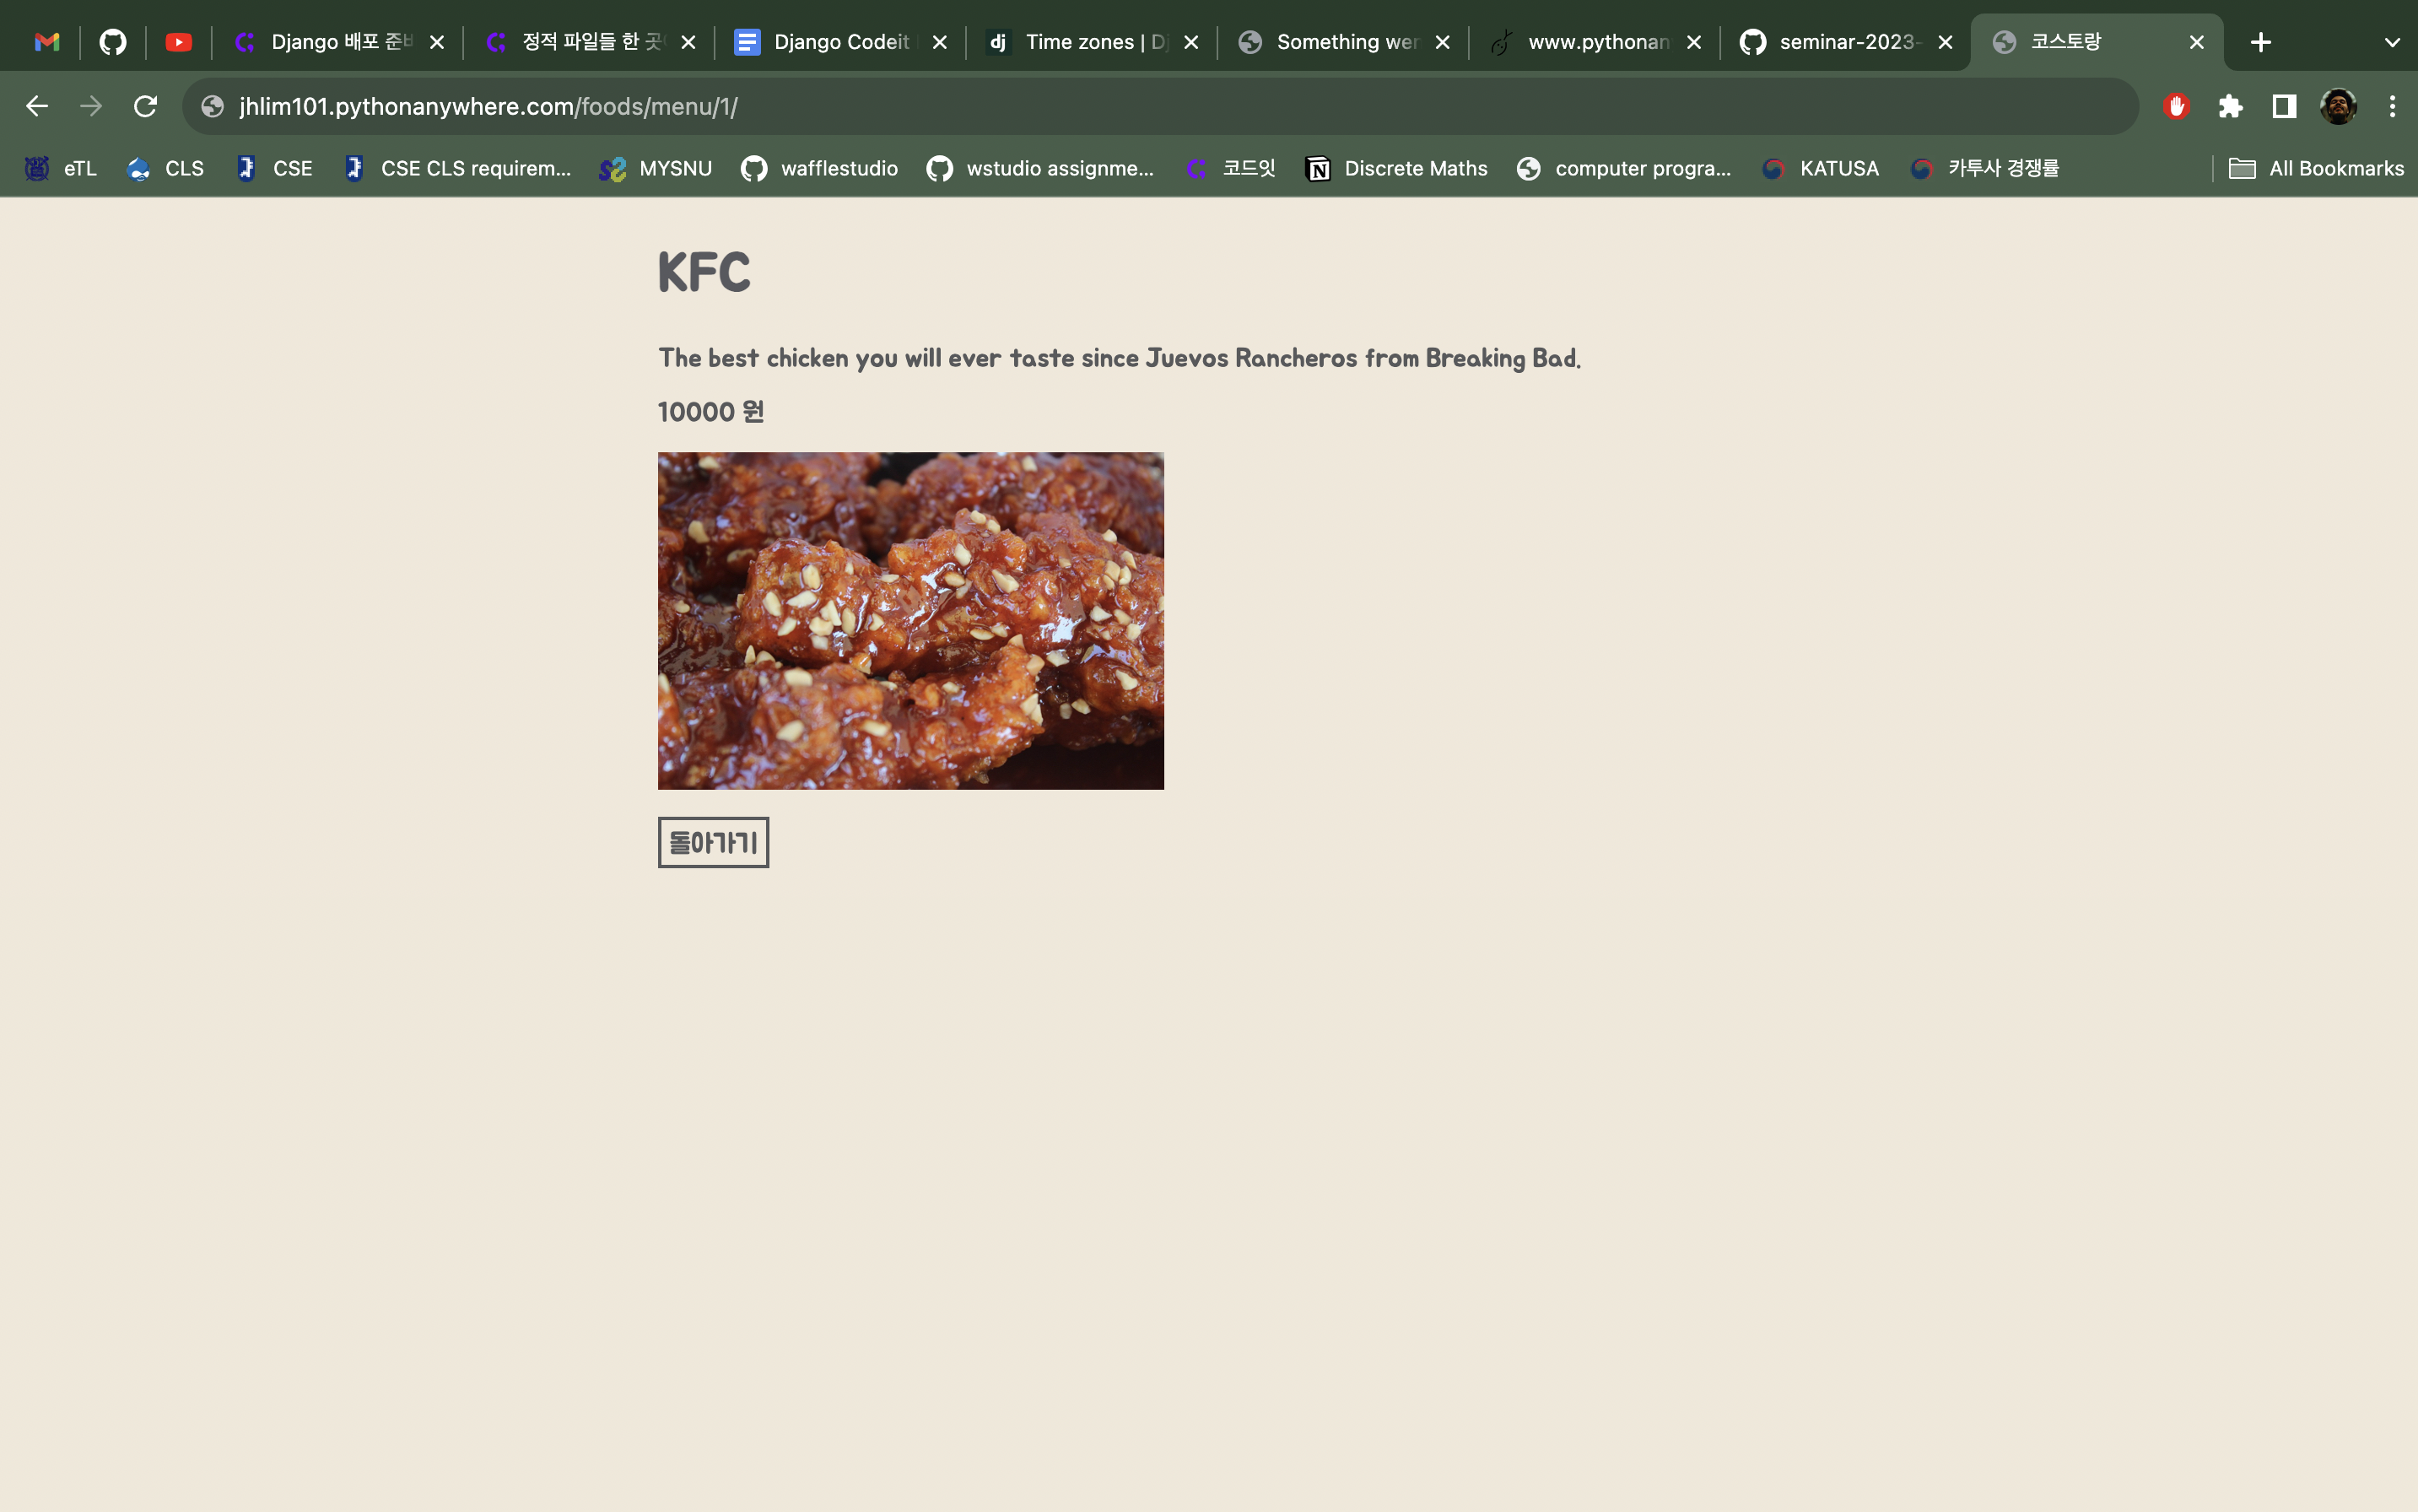 Django 배포 준
정적 파일들 한 곳
Django Codeit
Time zones | Dj
Something wer
www.pythonan
seminar-2023-
코스토랑
jhlim101.pythonanywhere.com/foods/menu/1/
eTL
CLS
CSE
CSE CLS requirem...
MYSNU
wafflestudio
wstudio assignme...
코드잇
Discrete Maths
computer progra...
KATUSA
카투사 경쟁률
All Bookmarks
KFC
The best chicken you will ever taste since Juevos Rancheros from Breaking Bad.
10000 원
돌아가기